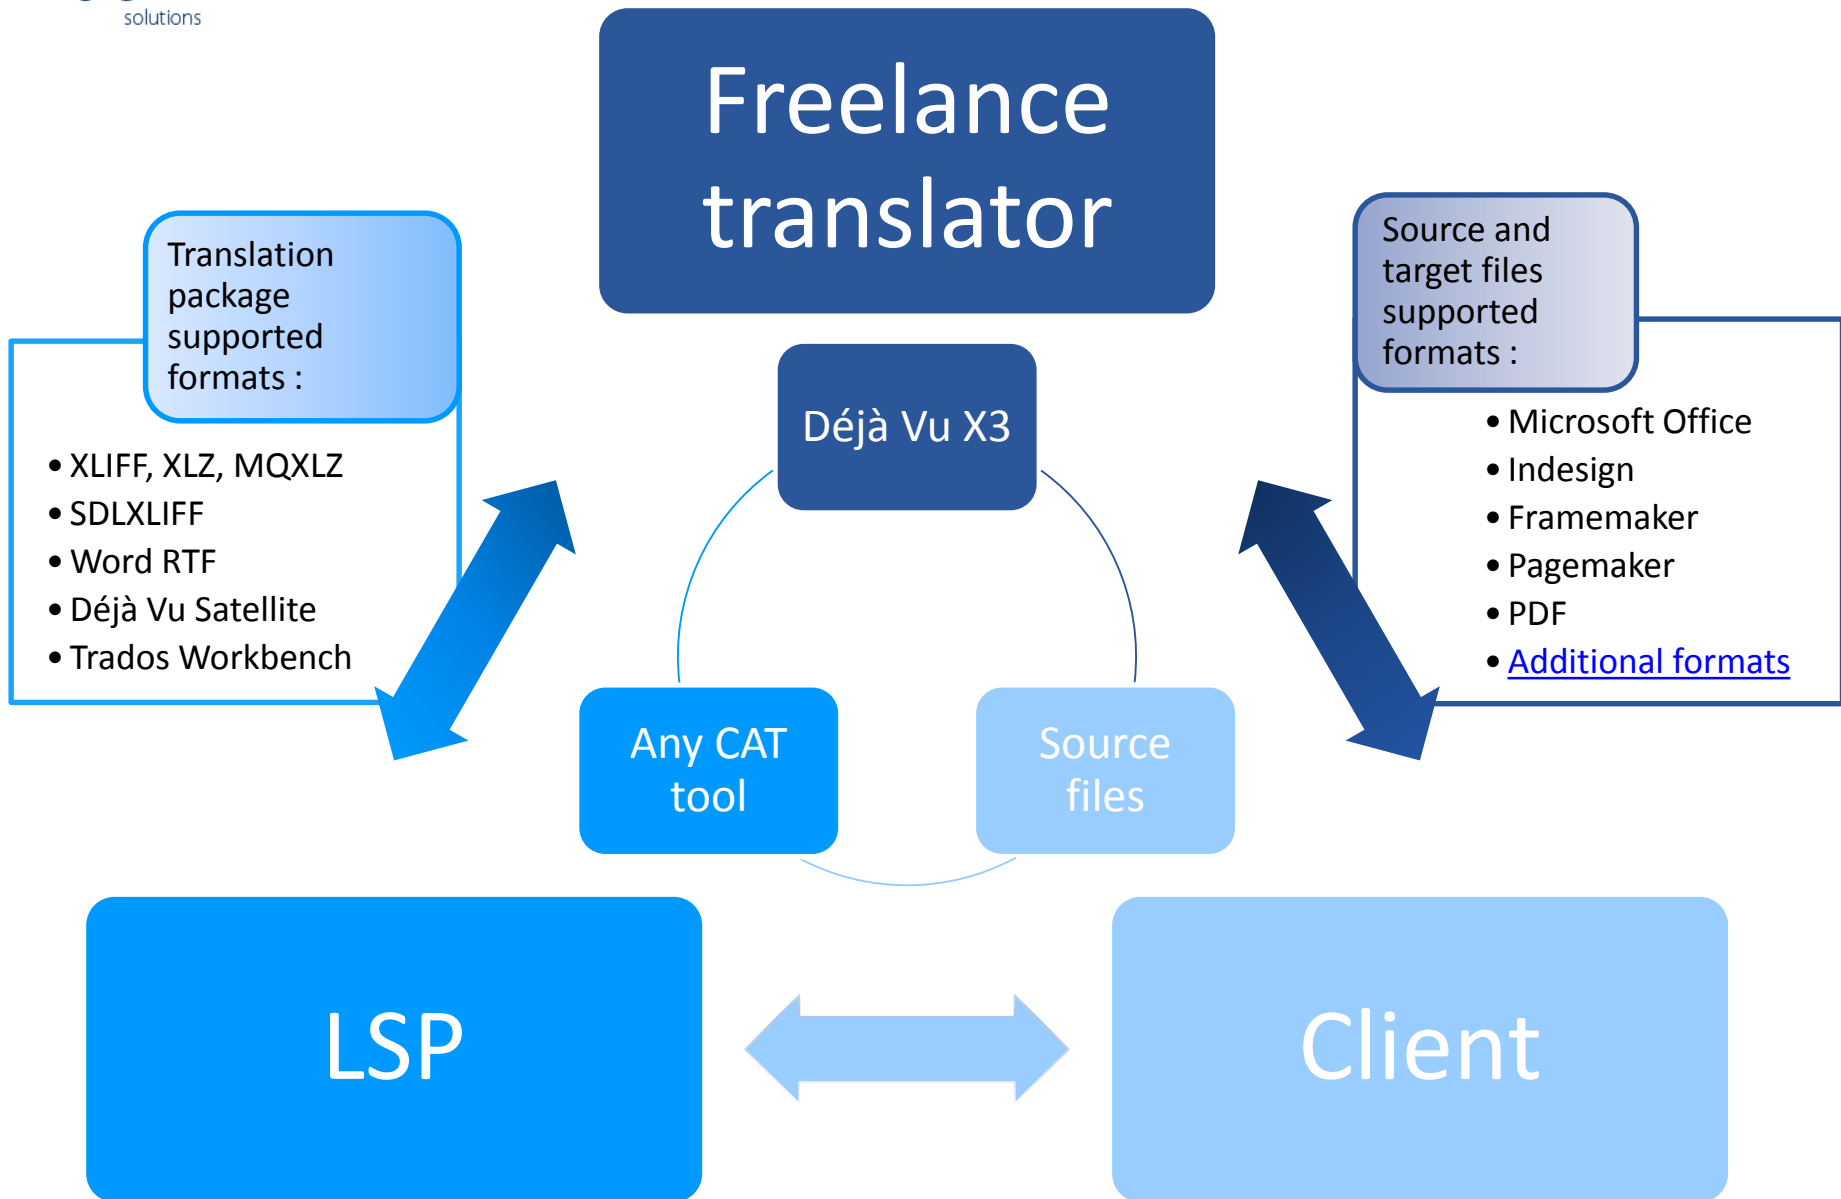 solutions
Freelance
translator
Translation
package
supported
formats :
• XLIFF, XLZ, MQXLZ
• SDLXLIFF
• Word RTF
• Déjà Vu Satellite
• Trados Workbench
Source and
target files
supported
formats :
• Microsoft Office
• Indesign
• Framemaker
• Pagemaker
• PDF
• Additional formats
Déjà Vu X3
Any CAT
tool
Source
files
LSP
Client